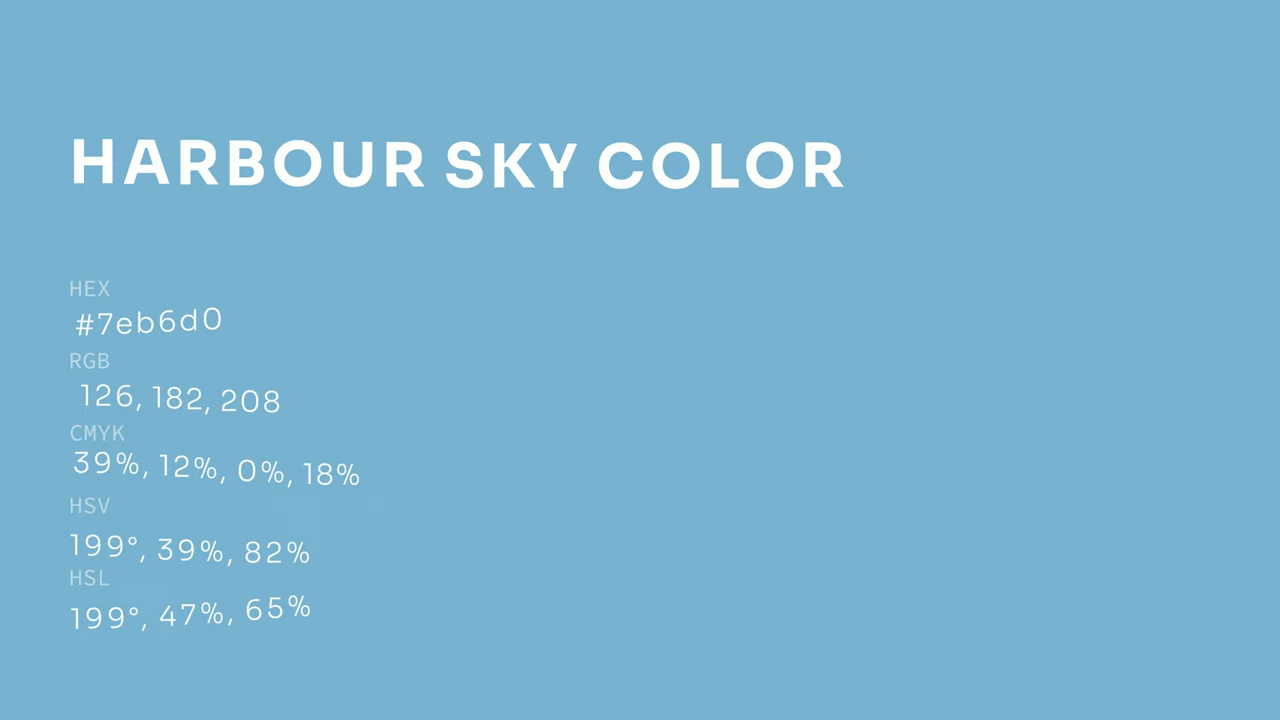 HARBOUR SKY COLOR
HEX
#7eb6d0
RGB
126, 182, 208
CMYK
39%, 12%, 0%, 18%
HSV
199°, 39%, 82%
HSL
199°, 47%, 65%